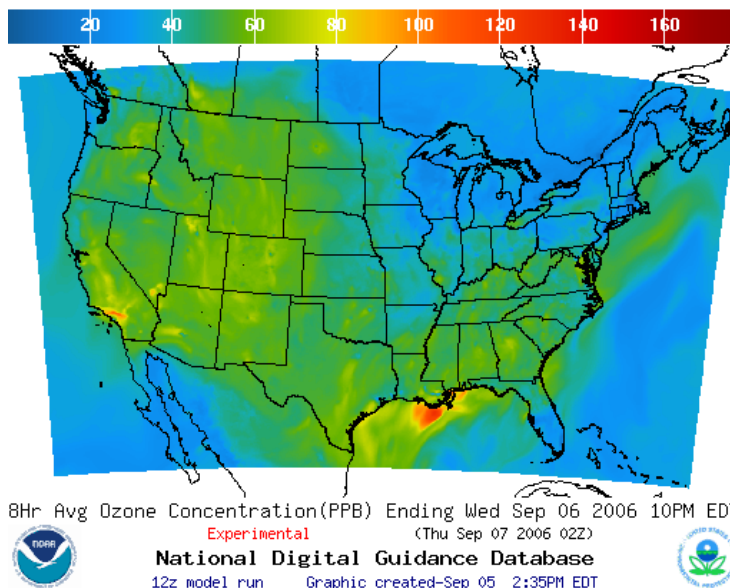 20 40 60 80 100 120 140 160
8Hr Avg Ozone Concentration(PPB) Ending Wed Sep 06 2006 10PM ED
Experimental (Thu Sep 07 2006 02Z)
National Digital Guidance Database
12z model run Graphic created-Sep 05 2:35PM EDT
NOAA